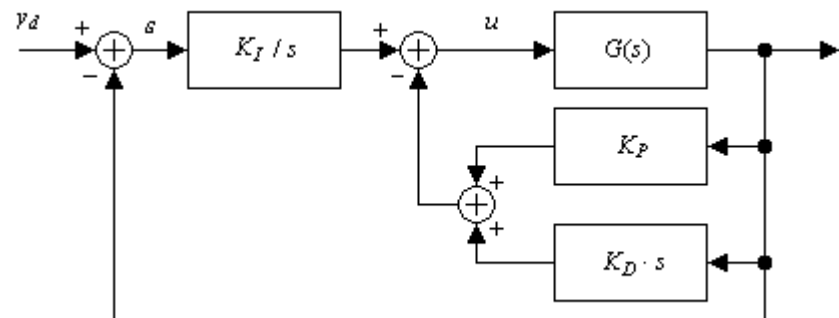 y_d
+
e
K_I / s
+
u
G(s)
−
−
K_P
+
+
K_D · s